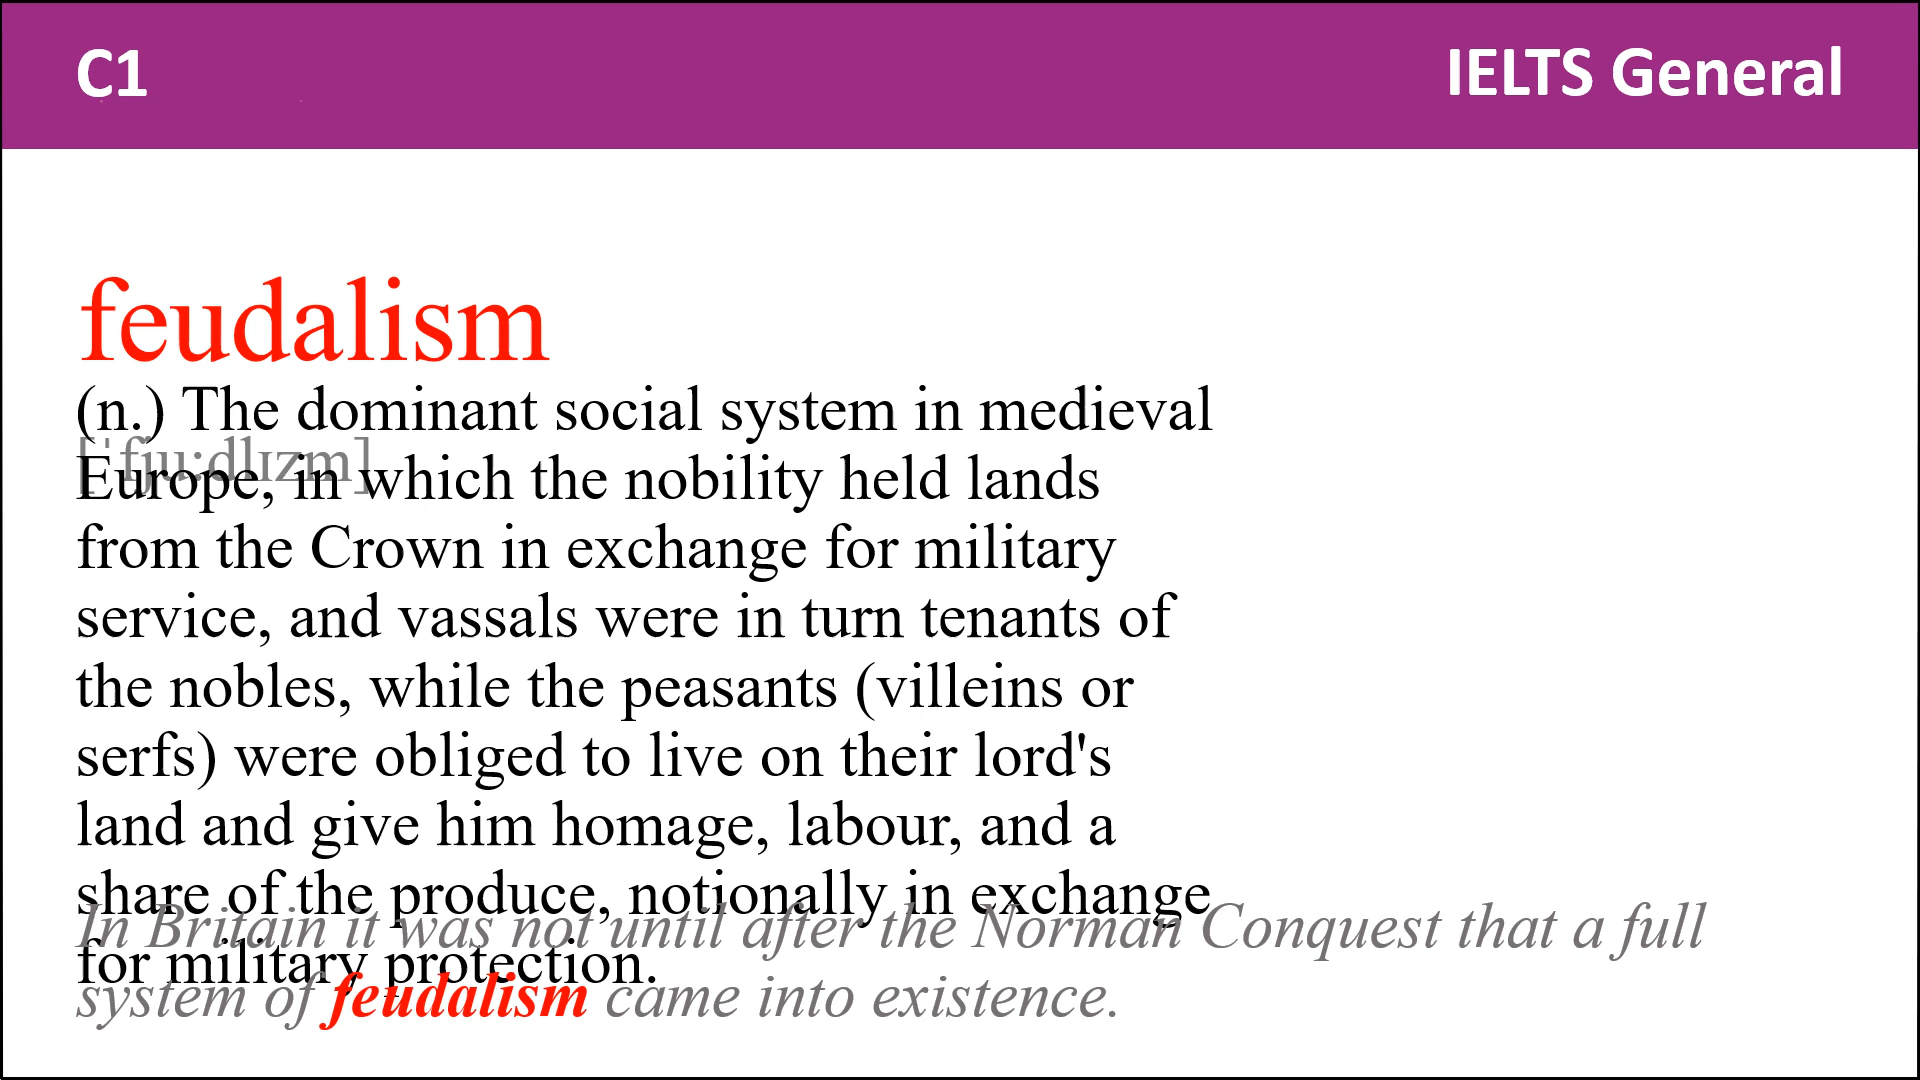 C1
IELTS General
feudalism
(n.) The dominant social system in medieval
[ˈfju:dlɪzm]
Europe, in which the nobility held lands
from the Crown in exchange for military
service, and vassals were in turn tenants of
the nobles, while the peasants (villeins or
serfs) were obliged to live on their lord's
land and give him homage, labour, and a
share of the produce, notionally in exchange
for military protection.
In Britain it was not until after the Norman Conquest that a full
system of feudalism came into existence.